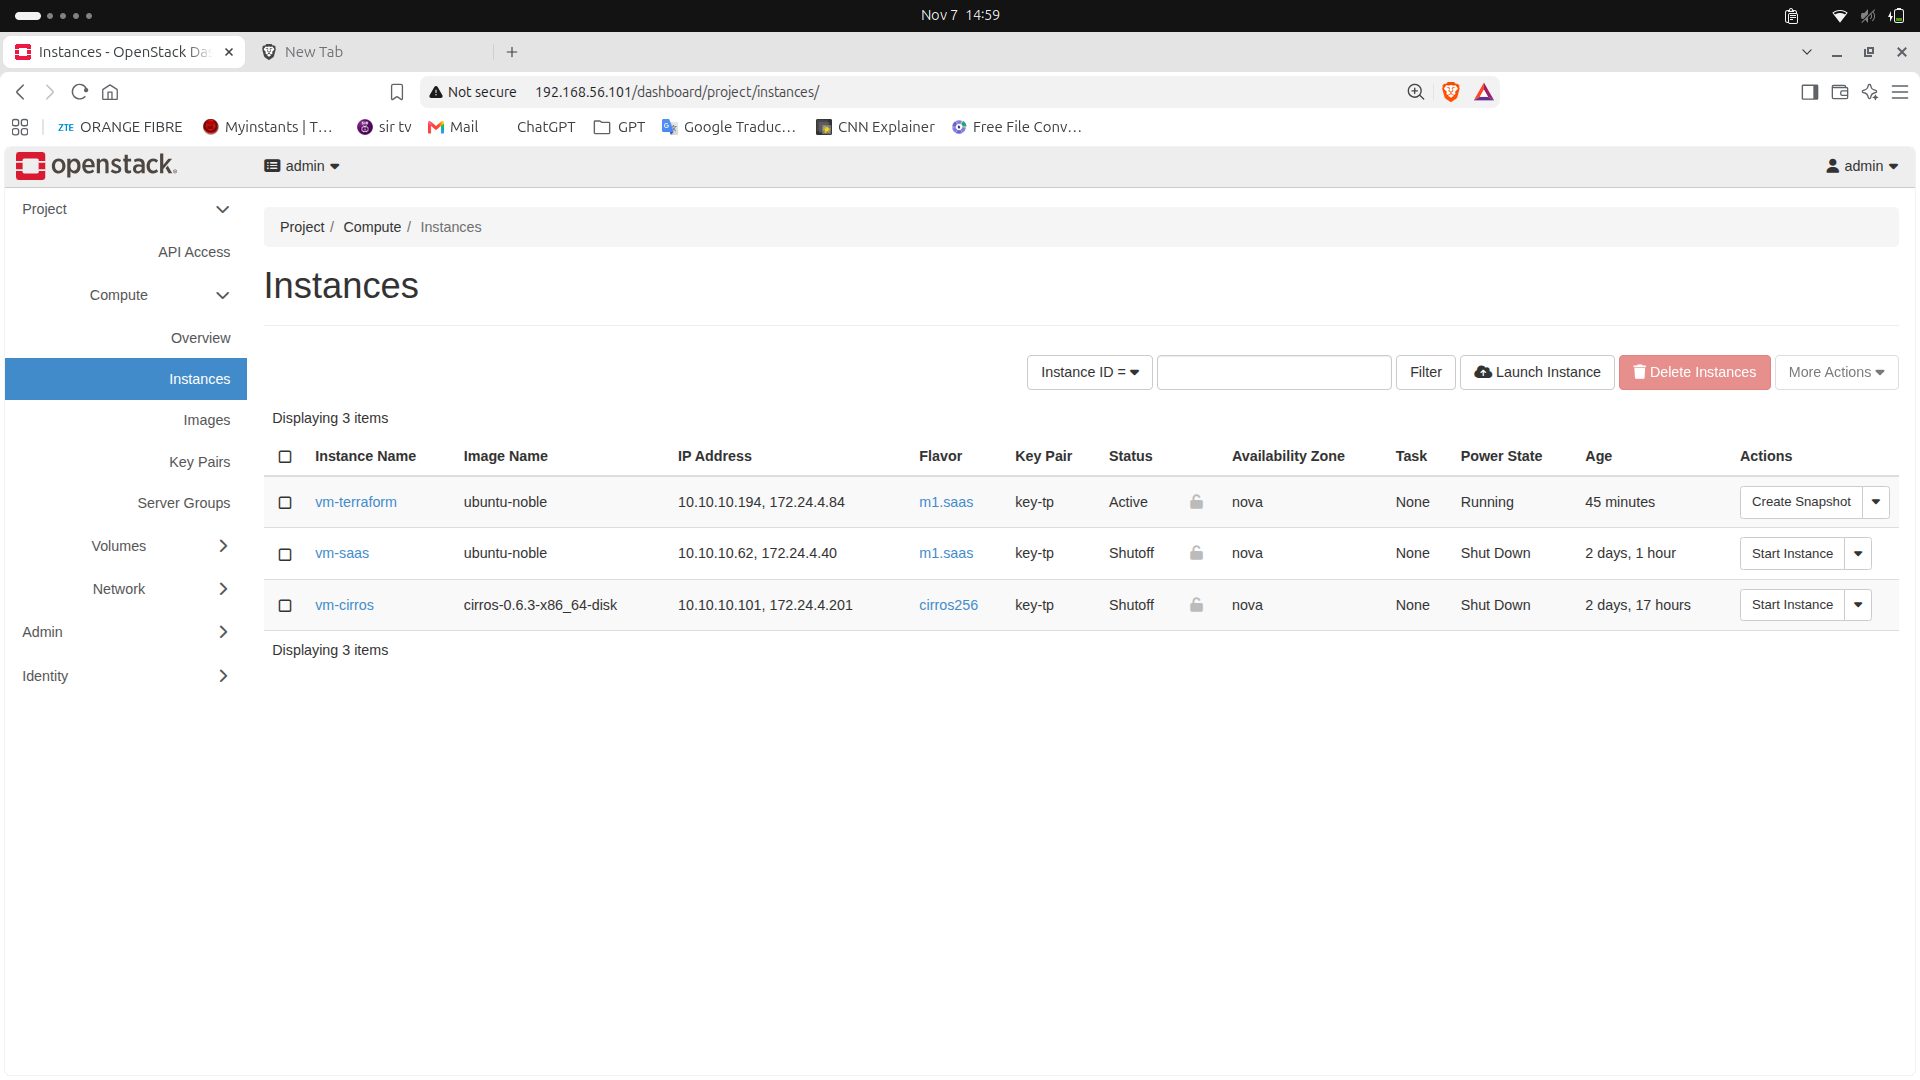 Nov 7 14:59
Instances - OpenStack Da
New Tab
Not secure 192.168.56.101/dashboard/project/instances/
ZTE ORANGE FIBRE Myinstants | T… sir tv Mail ChatGPT GPT Google Traduc… CNN Explainer Free File Conv…
openstack. admin admin
Project
API Access
Compute
Overview
Instances
Images
Key Pairs
Server Groups
Volumes
Network
Admin
Identity
Project / Compute / Instances
Instances
Instance ID = Filter Launch Instance Delete Instances More Actions
Displaying 3 items
Instance Name Image Name IP Address Flavor Key Pair Status Availability Zone Task Power State Age Actions
vm-terraform ubuntu-noble 10.10.10.194, 172.24.4.84 m1.saas key-tp Active nova None Running 45 minutes Create Snapshot
vm-saas ubuntu-noble 10.10.10.62, 172.24.4.40 m1.saas key-tp Shutoff nova None Shut Down 2 days, 1 hour Start Instance
vm-cirros cirros-0.6.3-x86_64-disk 10.10.10.101, 172.24.4.201 cirros256 key-tp Shutoff nova None Shut Down 2 days, 17 hours Start Instance
Displaying 3 items